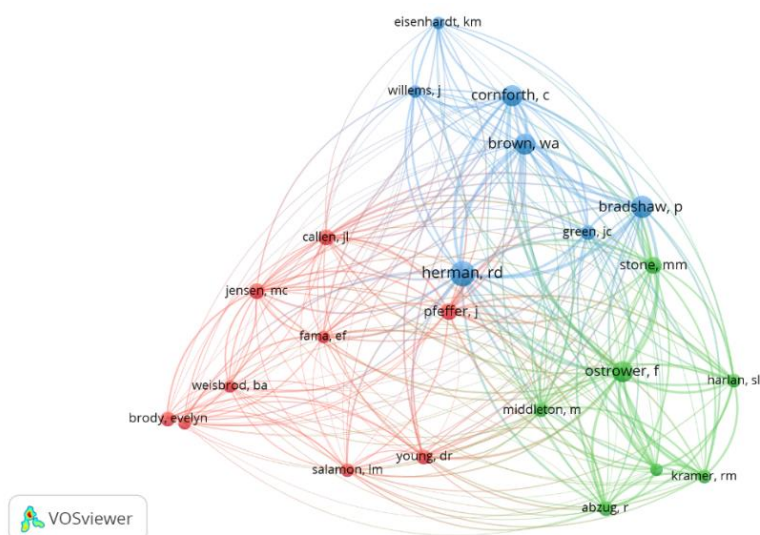 eisenhardt, km
willems, j
cornforth, c
brown, wa
bradshaw, p
green, jc
callen, jl
stone, mm
herman, rd
jensen, mc
pfeffer, j
fama, ef
ostrower, f
harlan, sl
weisbrod, ba
middleton, m
brody, evelyn
young, dr
salamon, lm
kramer, rm
abzug, r
VOSviewer